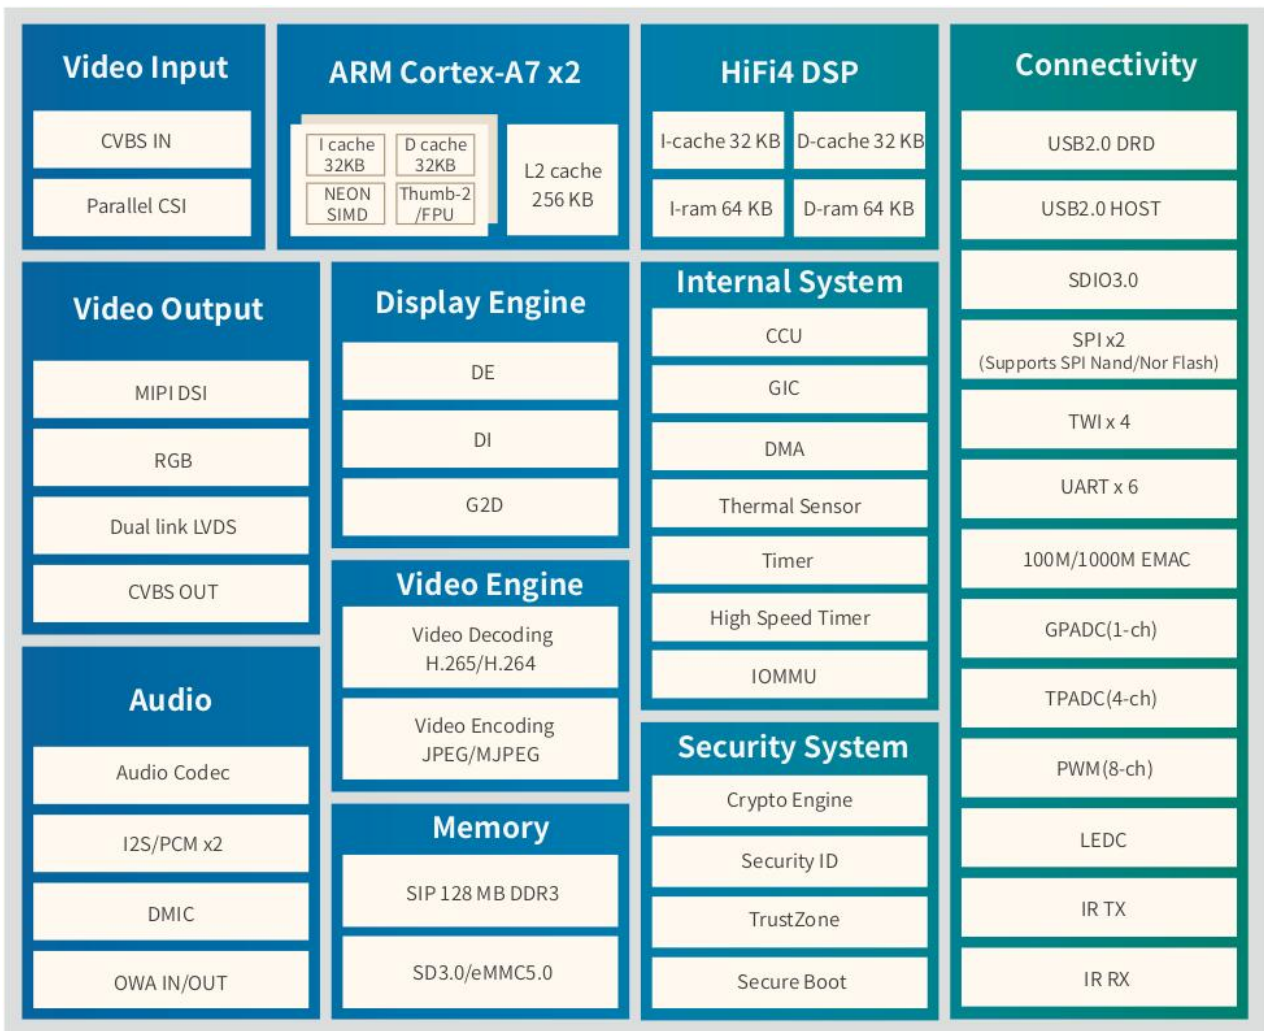 Video Input
CVBS IN
Parallel CSI
ARM Cortex-A7 x2
I cache
32KB
D cache
32KB
NEON
SIMD
Thumb-2
/FPU
L2 cache
256 KB
HiFi4 DSP
I-cache 32 KB
D-cache 32 KB
I-ram 64 KB
D-ram 64 KB
Connectivity
USB2.0 DRD
USB2.0 HOST
SDIO3.0
SPI x2
(Supports SPI Nand/Nor Flash)
TWI x 4
UART x 6
100M/1000M EMAC
GPADC(1-ch)
TPADC(4-ch)
PWM(8-ch)
LEDC
IR TX
IR RX
Video Output
MIPI DSI
RGB
Dual link LVDS
CVBS OUT
Display Engine
DE
DI
G2D
Internal System
CCU
GIC
DMA
Thermal Sensor
Timer
High Speed Timer
IOMMU
Video Engine
Video Decoding
H.265/H.264
Video Encoding
JPEG/MJPEG
Audio
Audio Codec
I2S/PCM x2
DMIC
OWA IN/OUT
Memory
SIP 128 MB DDR3
SD3.0/eMMC5.0
Security System
Crypto Engine
Security ID
TrustZone
Secure Boot